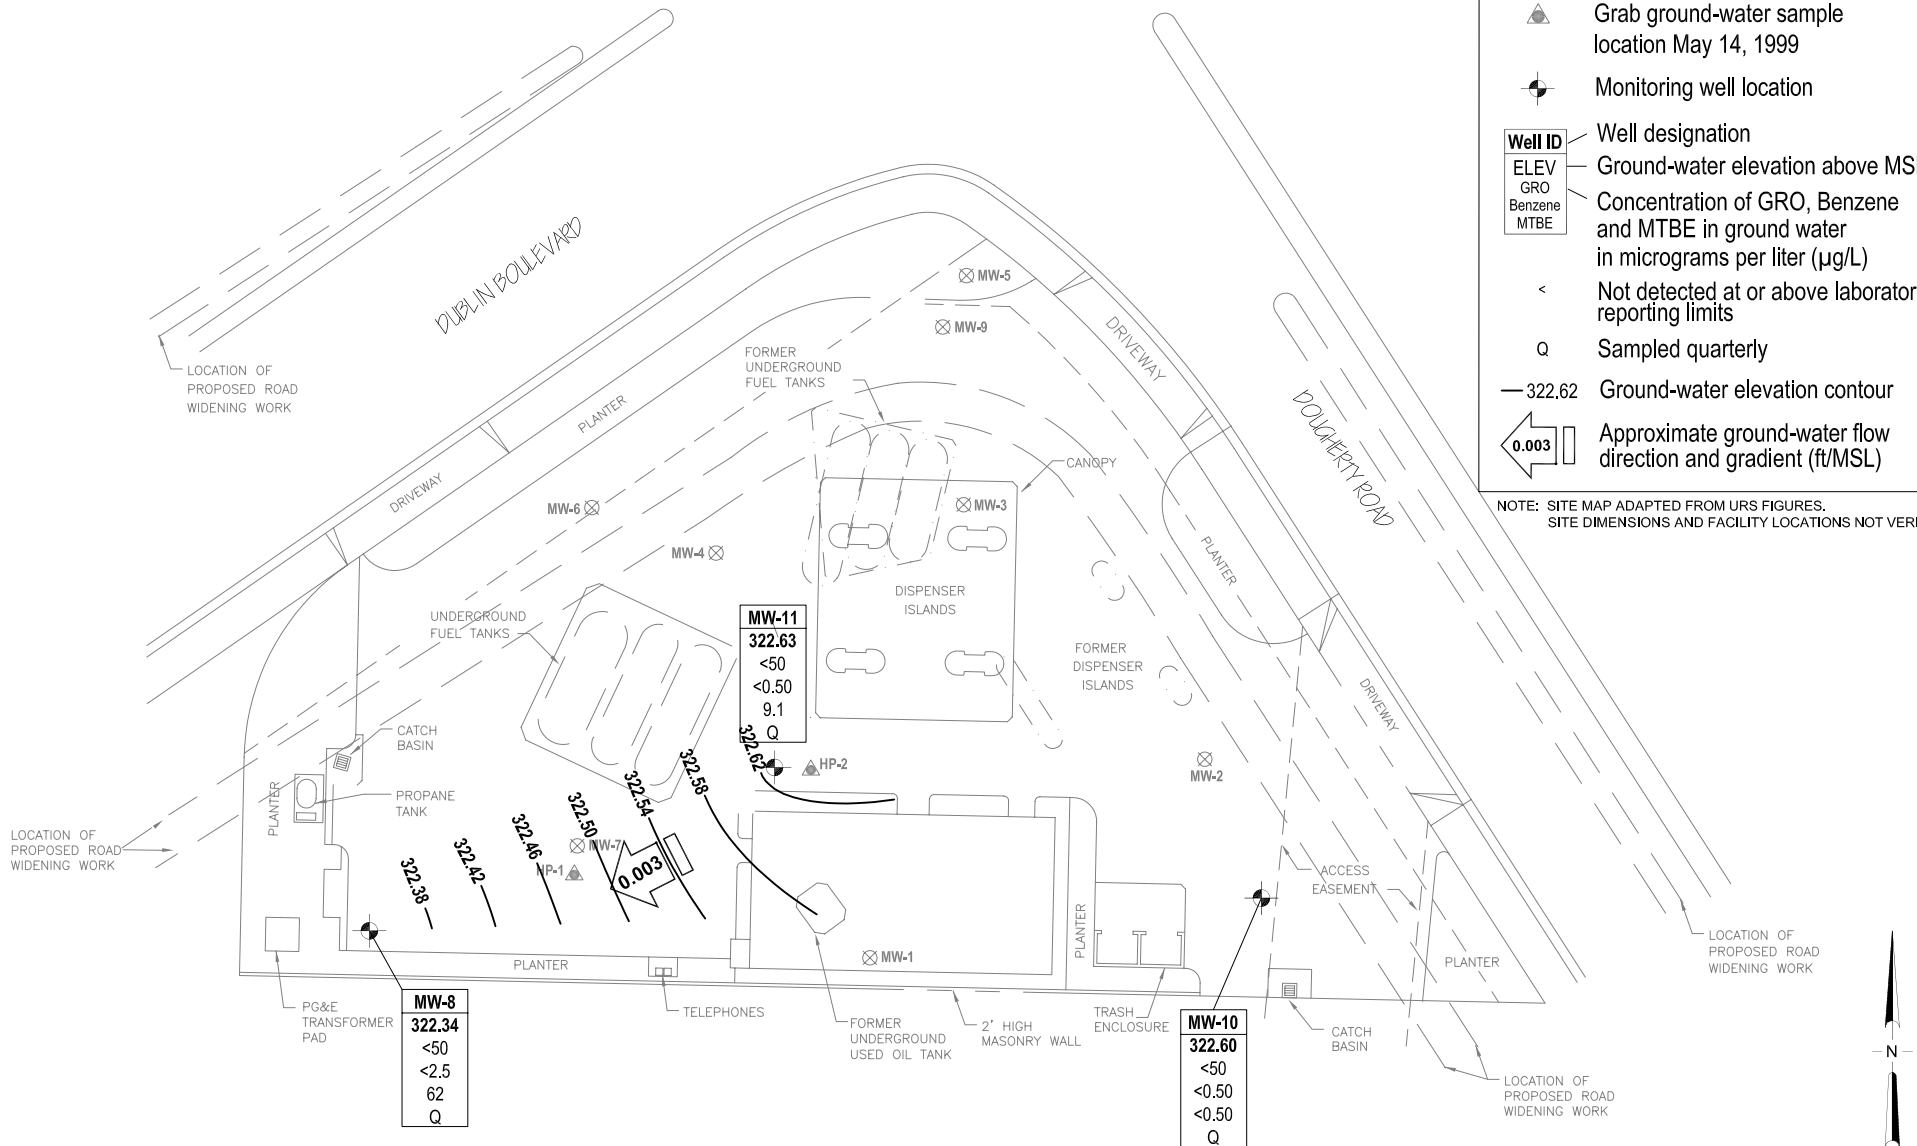 Grab ground-water sample
location May 14, 1999
Monitoring well location
Well ID
Well designation
ELEV
Ground-water elevation above MS
GRO
Benzene
MTBE
Concentration of GRO, Benzene
and MTBE in ground water
in micrograms per liter (µg/L)
<
Not detected at or above laborator
reporting limits
Q
Sampled quarterly
322.62
Ground-water elevation contour
0.003
Approximate ground-water flow
direction and gradient (ft/MSL)
NOTE: SITE MAP ADAPTED FROM URS FIGURES.
SITE DIMENSIONS AND FACILITY LOCATIONS NOT VERI
DUBLIN BOULEVARD
DOUGHERTY ROAD
LOCATION OF
PROPOSED ROAD
WIDENING WORK
MW-5
MW-9
DRIVEWAY
FORMER
UNDERGROUND
FUEL TANKS
PLANTER
CANOPY
DRIVEWAY
MW-6
MW-3
MW-4
PLANTER
DISPENSER
ISLANDS
UNDERGROUND
FUEL TANKS
MW-11
322.63
<50
<0.50
9.1
Q
FORMER
DISPENSER
ISLANDS
DRIVEWAY
CATCH
BASIN
PROPANE
TANK
PLANTER
322.62
HP-2
MW-2
322.58
322.54
322.50
322.46
322.42
322.38
MW-7
HP-1
0.003
LOCATION OF
PROPOSED ROAD
WIDENING WORK
ACCESS
EASEMENT
PLANTER
PLANTER
MW-1
PLANTER
LOCATION OF
PROPOSED ROAD
WIDENING WORK
PG&E
TRANSFORMER
PAD
MW-8
322.34
<50
<2.5
62
Q
TELEPHONES
FORMER
UNDERGROUND
USED OIL TANK
2' HIGH
MASONRY WALL
TRASH
ENCLOSURE
MW-10
322.60
<50
<0.50
<0.50
Q
CATCH
BASIN
LOCATION OF
PROPOSED ROAD
WIDENING WORK
N